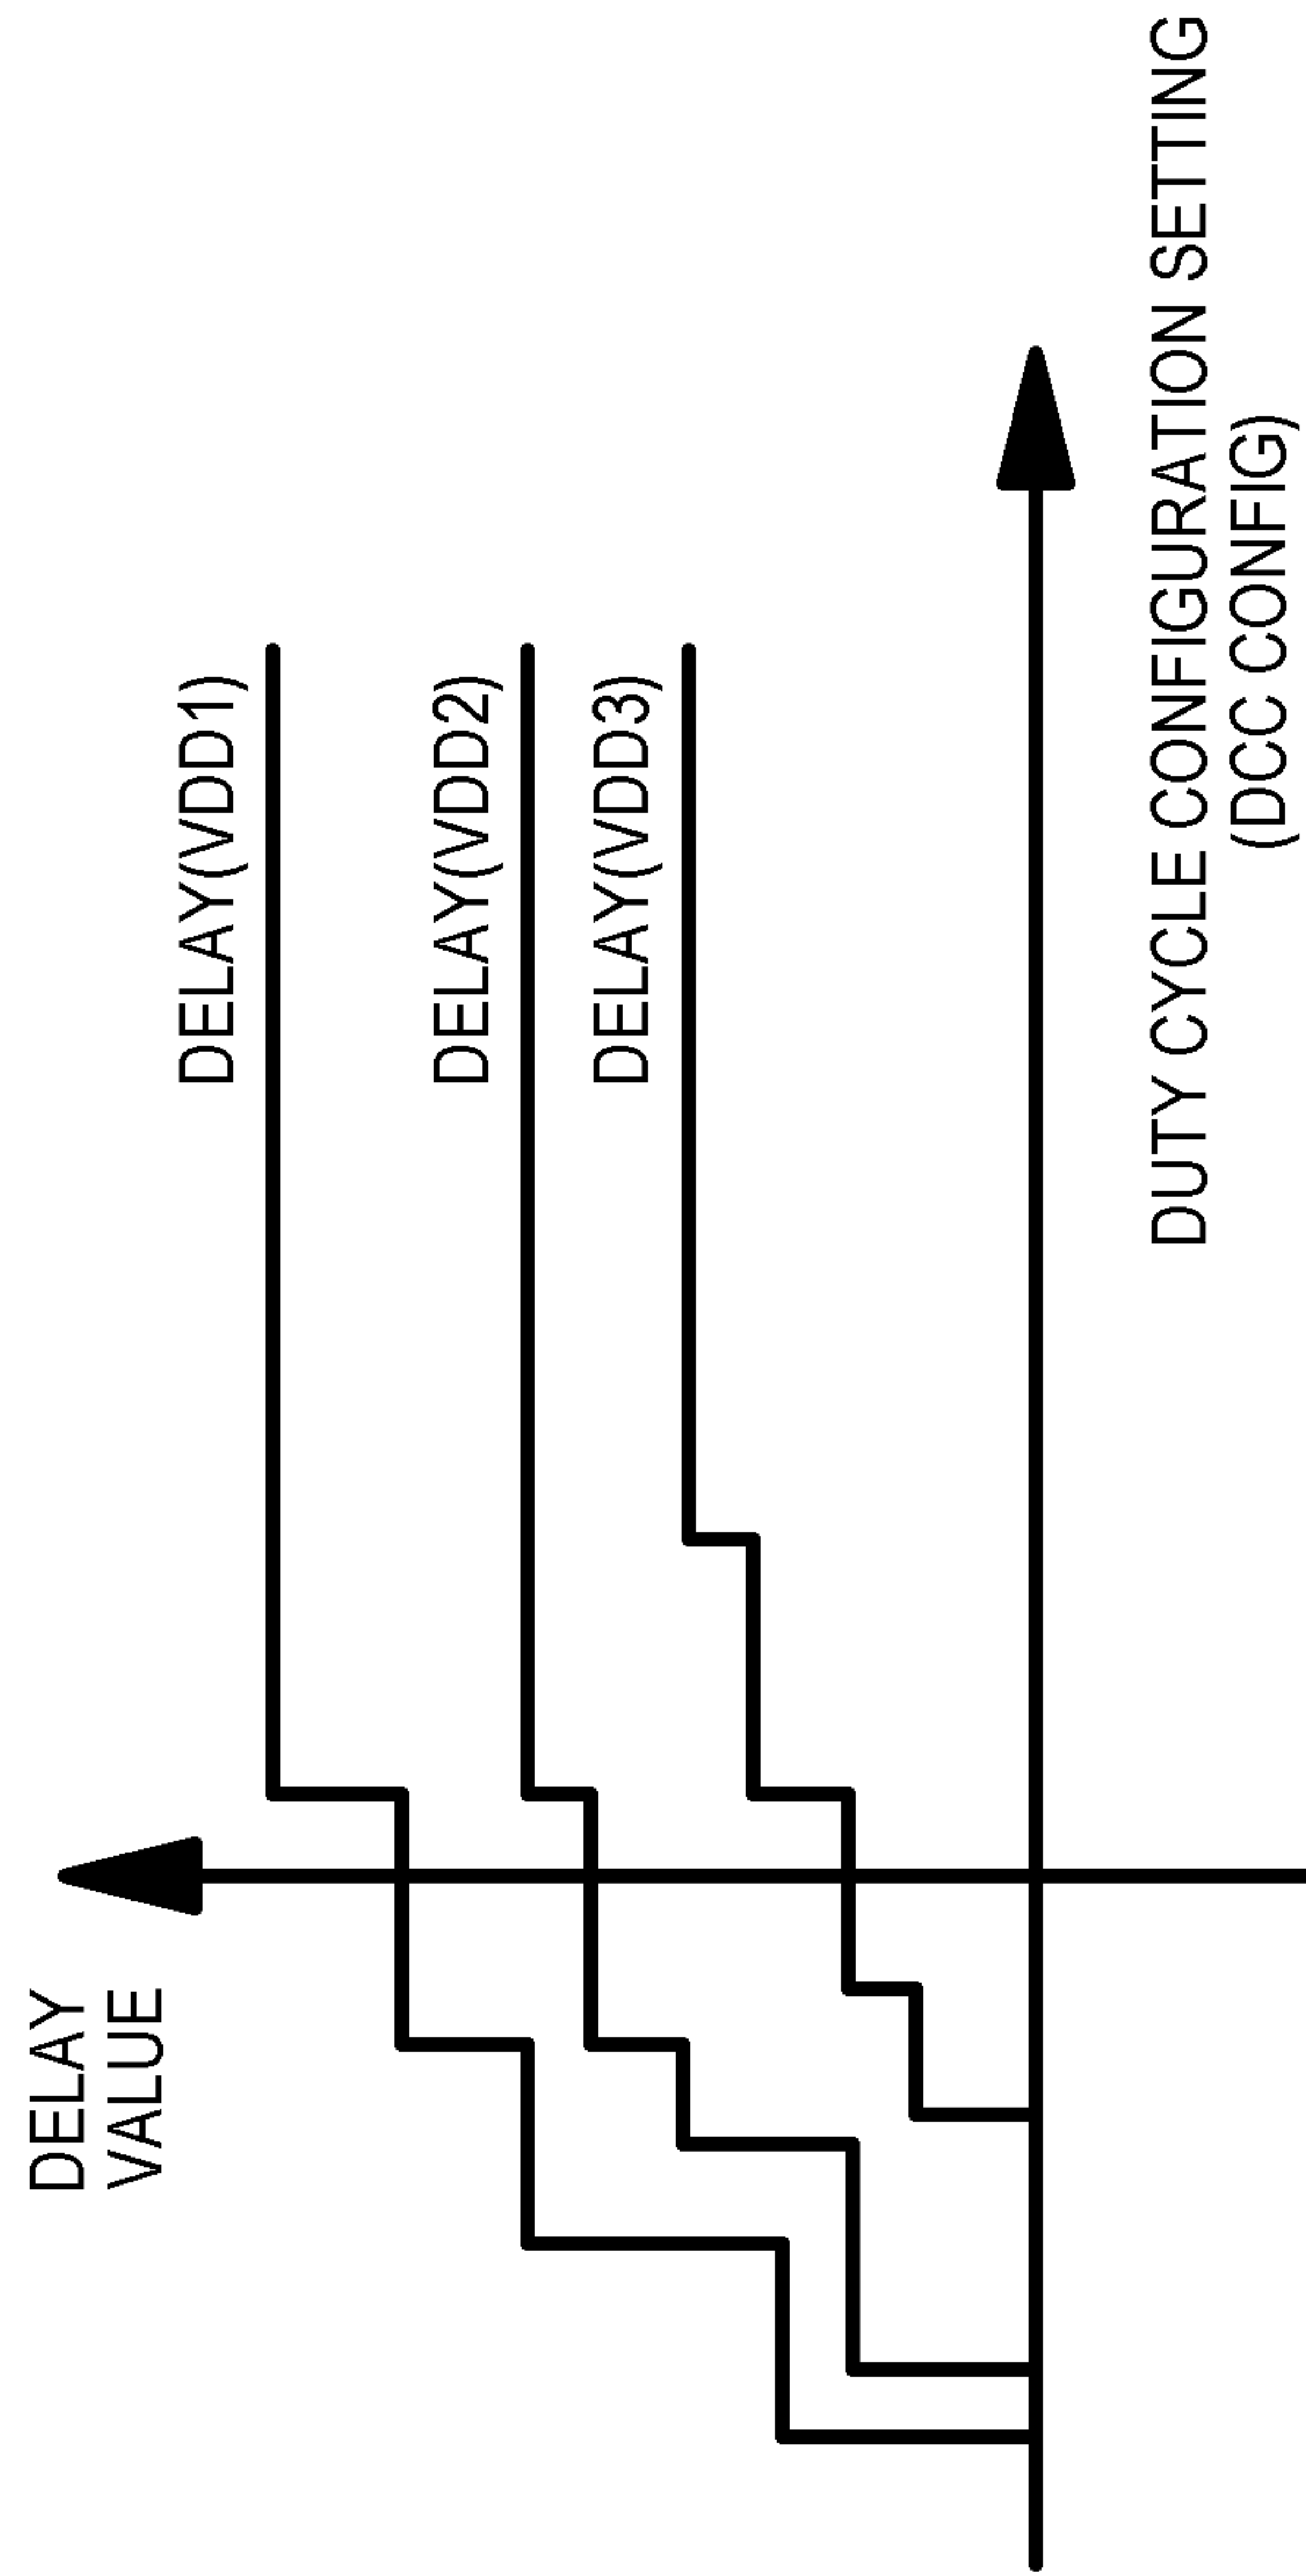 DELAY
VALUE
DELAY(VDD1)
DELAY(VDD2)
DELAY(VDD3)
DUTY CYCLE CONFIGURATION SETTING
(DCC CONFIG)